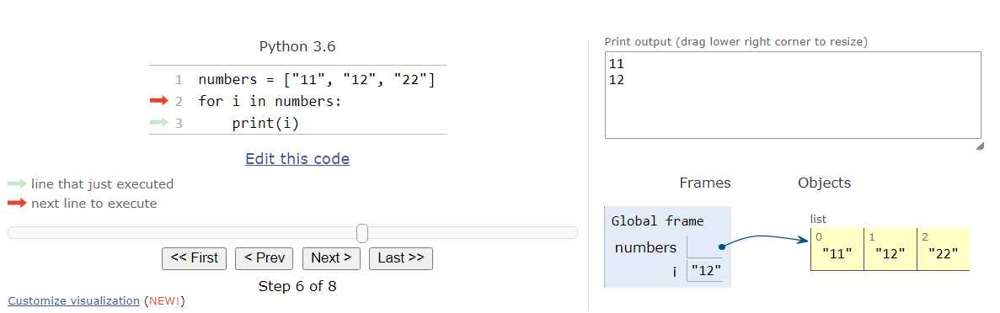 Python 3.6
1 numbers = ["11", "12", "22"]
2 for i in numbers:
3 print(i)
Edit this code
line that just executed
next line to execute
<< First < Prev Next > Last >>
Step 6 of 8
Customize visualization (NEW!)
Print output (drag lower right corner to resize)
11
12
Frames Objects
Global frame
numbers
i "12"
list
0 1 2
"11" "12" "22"